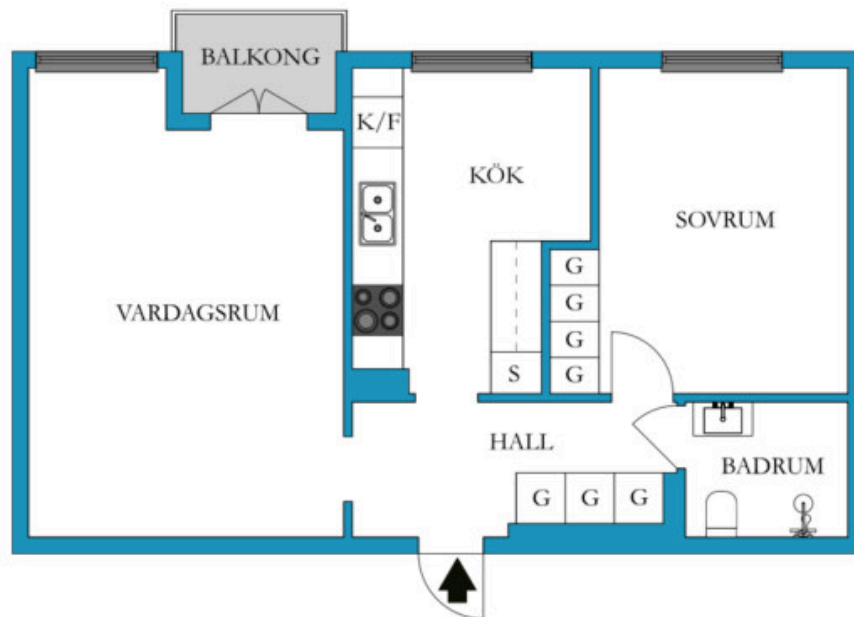 BALKONG
K/F
KÖK
SOVRUM
VARDAGSRUM
G
G
G
G
S
HALL
BADRUM
G G G